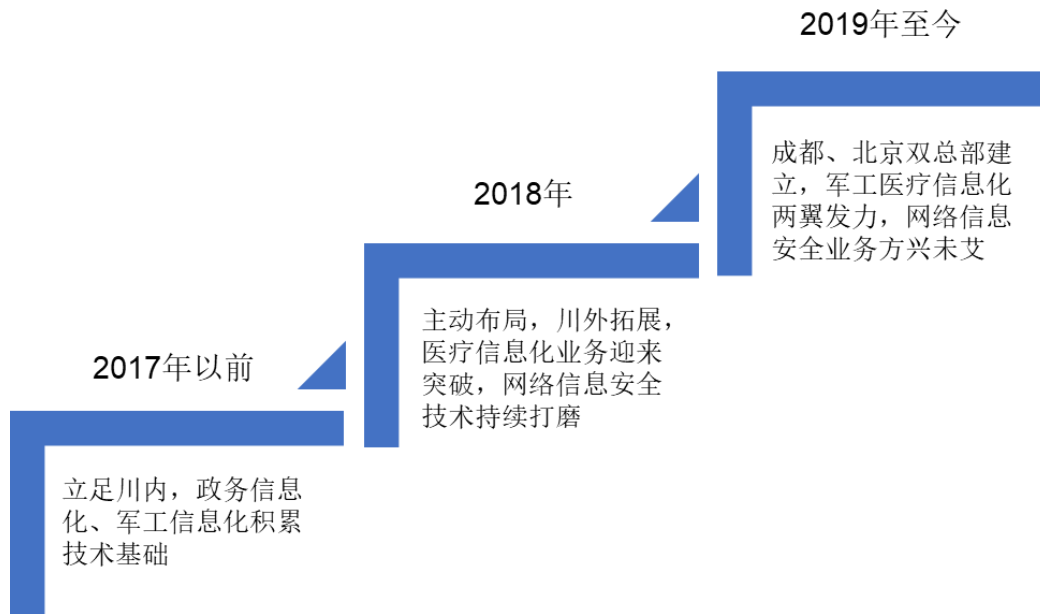 2017年以前
立足川内，政务信息
化、军工信息化积累
技术基础
2018年
主动布局，川外拓展，
医疗信息化业务迎来
突破，网络信息安全
技术持续打磨
2019年至今
成都、北京双总部建
立，军工医疗信息化
两翼发力，网络信息
安全业务方兴未艾